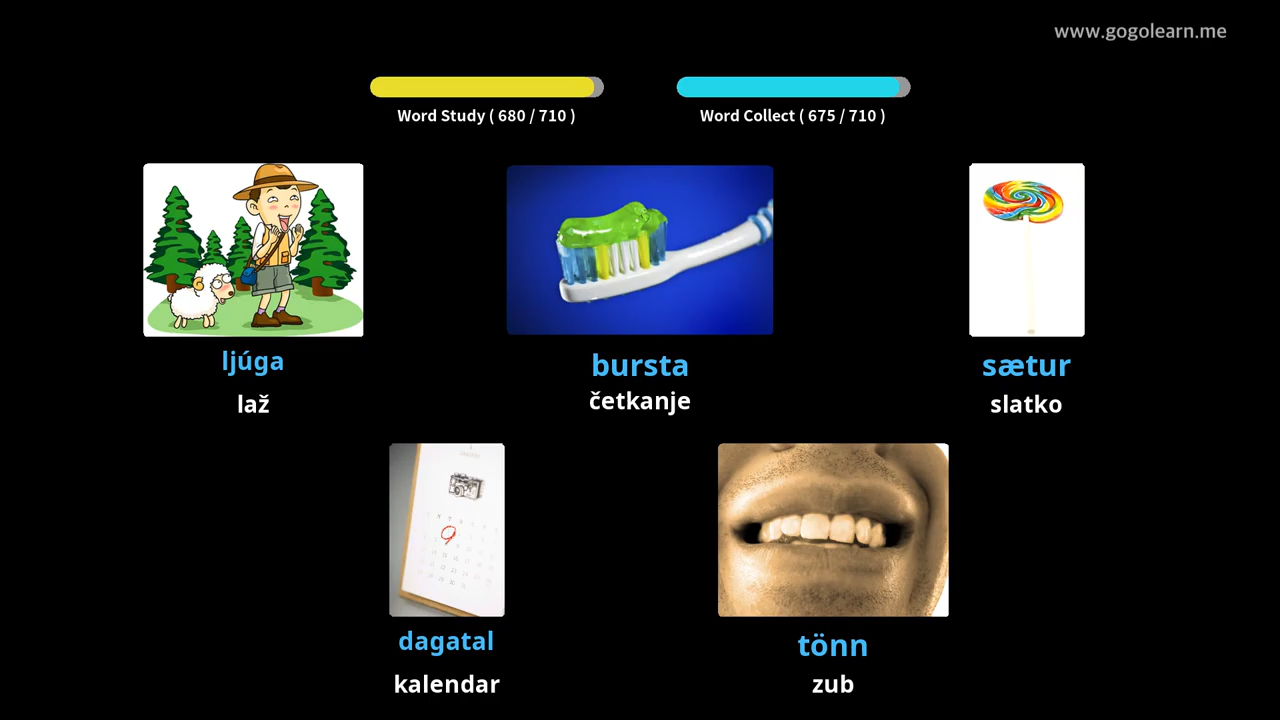 www.gogolearn.me
Word Study ( 680 / 710 )
Word Collect ( 675 / 710 )
ljúga
laž
bursta
četkanje
sætur
slatko
dagatal
kalendar
tönn
zub